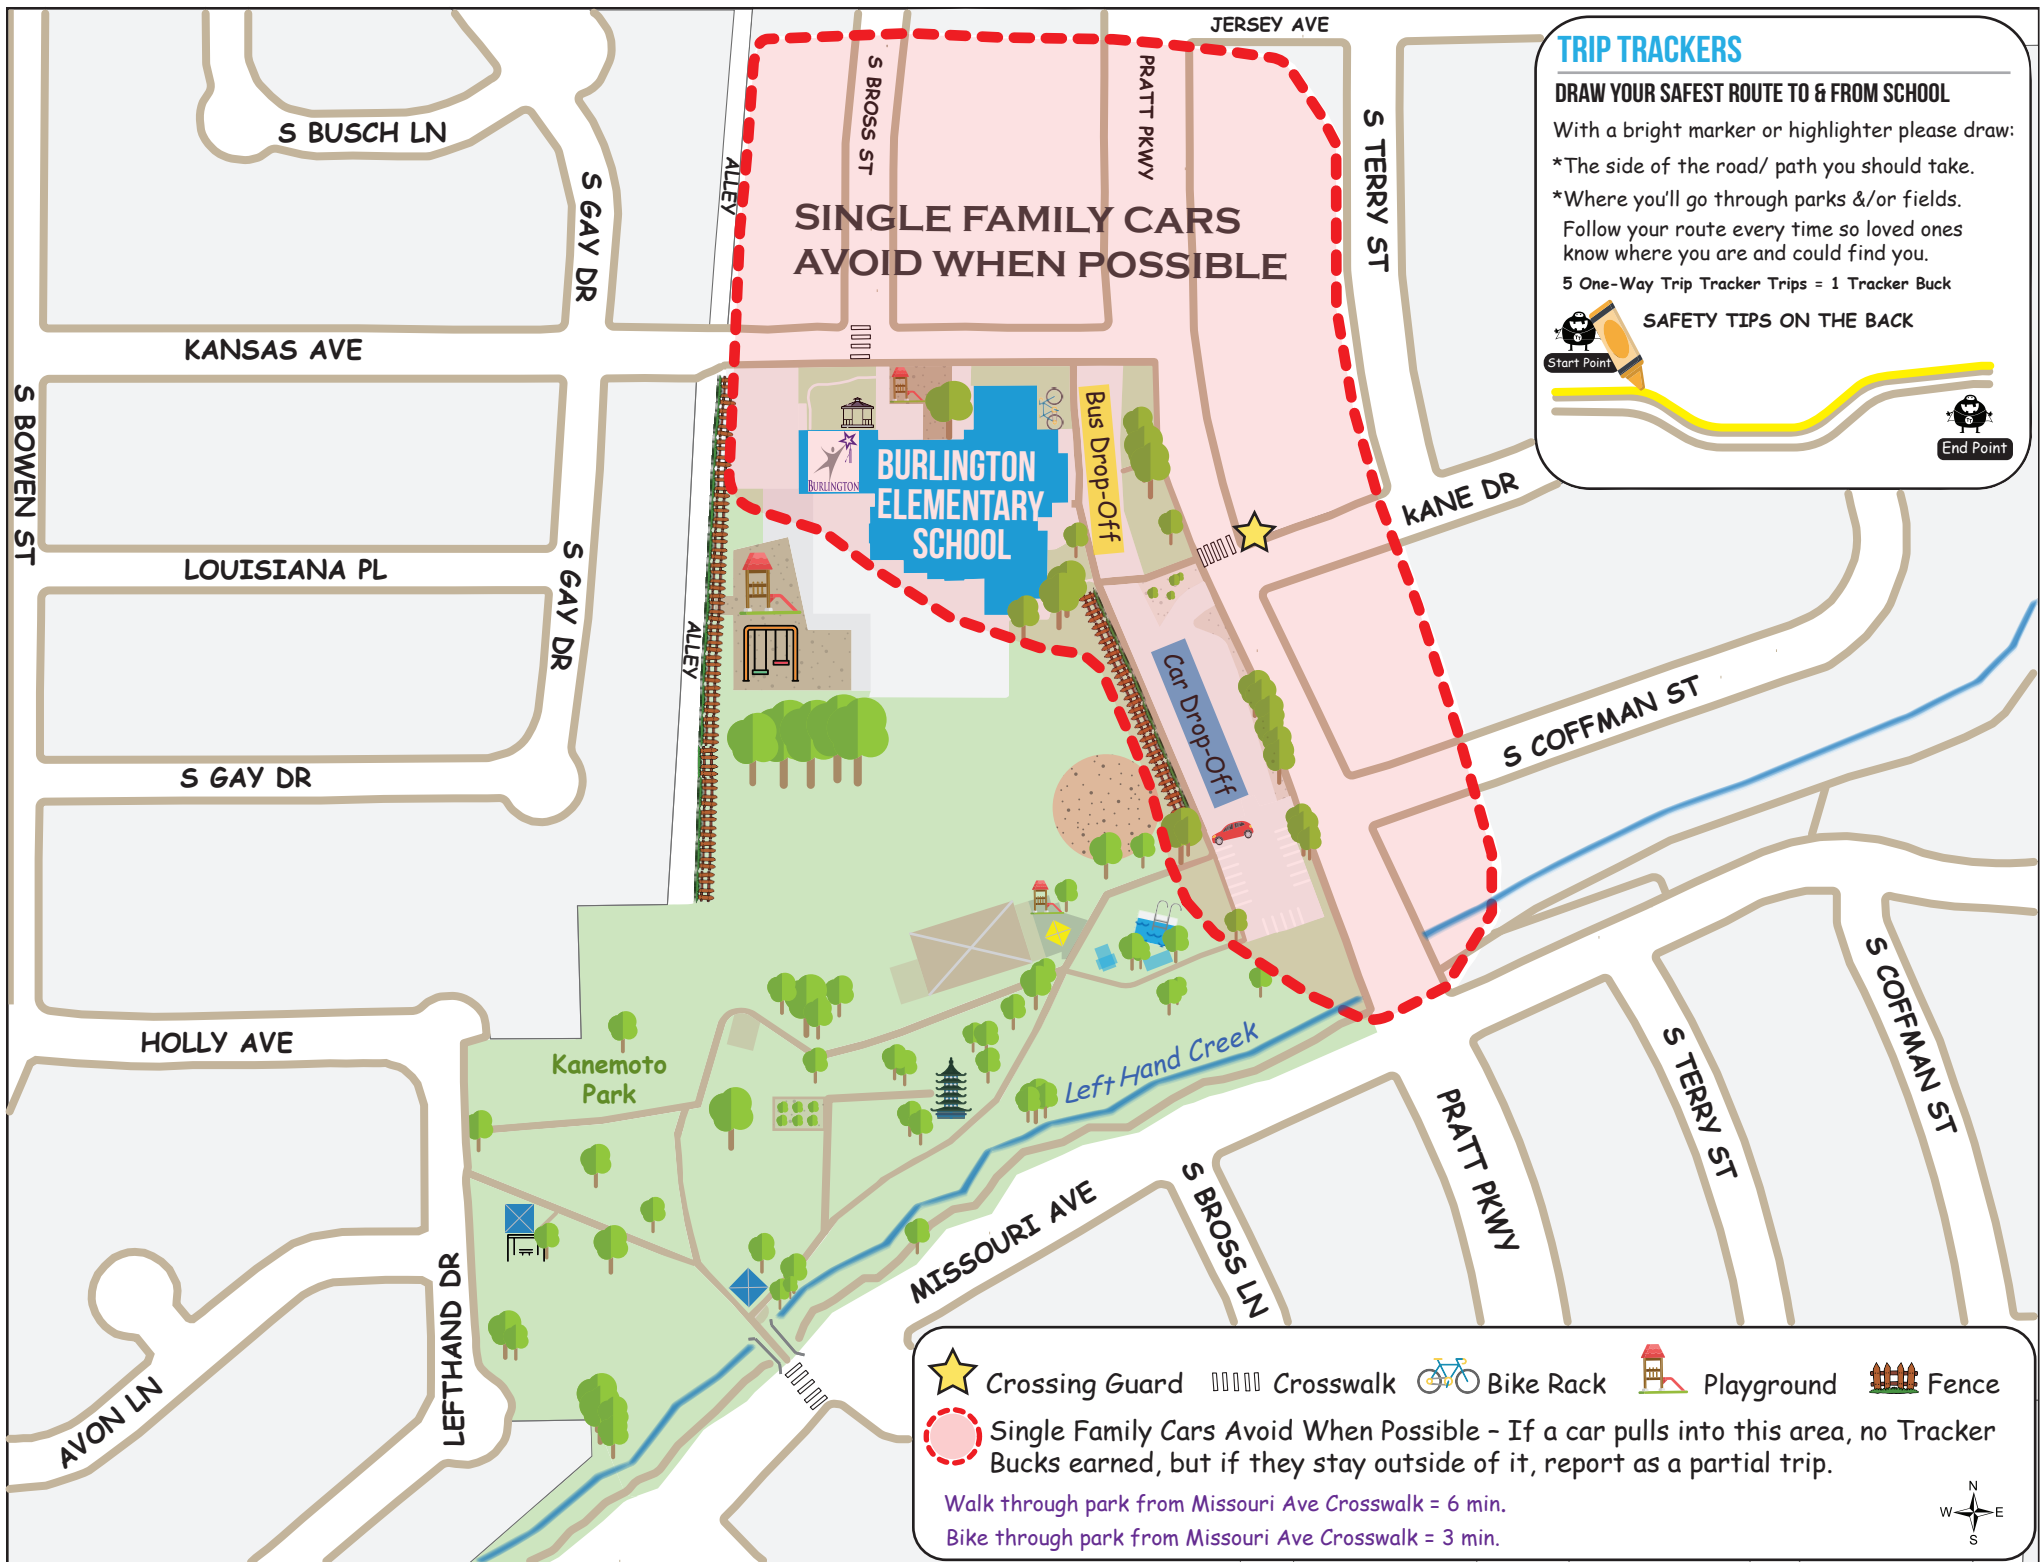 JERSEY AVE
S BROSS ST
PRATT PKWY
S TERRY ST
S BUSCH LN
S GAY DR
ALLEY
SINGLE FAMILY CARS
AVOID WHEN POSSIBLE
KANSAS AVE
S BOWEN ST
LOUISIANA PL
S GAY DR
ALLEY
S GAY DR
BURLINGTON
BURLINGTON
ELEMENTARY
SCHOOL
Bus Drop-Off
Car Drop-Off
KANE DR
S COFFMAN ST
HOLLY AVE
Kanemoto
Park
Left Hand Creek
MISSOURI AVE
S BROSS LN
PRATT PKWY
S TERRY ST
S COFFMAN ST
LEFTHAND DR
AVON LN
TRIP TRACKERS
DRAW YOUR SAFEST ROUTE TO & FROM SCHOOL
With a bright marker or highlighter please draw:
*The side of the road/ path you should take.
*Where you'll go through parks &/or fields.
Follow your route every time so loved ones
know where you are and could find you.
5 One-Way Trip Tracker Trips = 1 Tracker Buck
SAFETY TIPS ON THE BACK
Start Point
End Point
Crossing Guard
Crosswalk
Bike Rack
Playground
Fence
Single Family Cars Avoid When Possible – If a car pulls into this area, no Tracker
Bucks earned, but if they stay outside of it, report as a partial trip.
Walk through park from Missouri Ave Crosswalk = 6 min.
Bike through park from Missouri Ave Crosswalk = 3 min.
N
W E
S